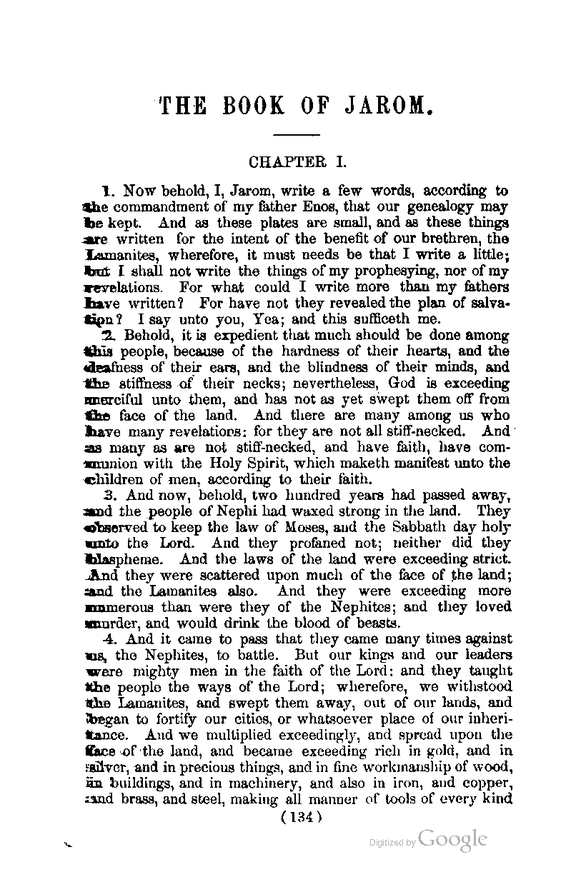 THE BOOK OF JAROM.
CHAPTER I.
1. Now behold, I, Jarom, write a few words, according to
the commandment of my father Enos, that our genealogy may
be kept. And as these plates are small, and as these things
are written for the intent of the benefit of our brethren, the
Lamanites, wherefore, it must needs be that I write a little;
but I shall not write the things of my prophesying, nor of my
revelations. For what could I write more than my fathers
have written? For have not they revealed the plan of salva-
tion? I say unto you, Yea; and this sufficeth me.
2. Behold, it is expedient that much should be done among
this people, because of the hardness of their hearts, and the
deafness of their ears, and the blindness of their minds, and
the stiffness of their necks; nevertheless, God is exceeding
merciful unto them, and has not as yet swept them off from
the face of the land. And there are many among us who
have many revelations: for they are not all stiff-necked. And
as many as are not stiff-necked, and have faith, have com-
munion with the Holy Spirit, which maketh manifest unto the
children of men, according to their faith.
3. And now, behold, two hundred years had passed away,
and the people of Nephi had waxed strong in the land. They
observed to keep the law of Moses, and the Sabbath day holy
unto the Lord. And they profaned not; neither did they
blaspheme. And the laws of the land were exceeding strict.
And they were scattered upon much of the face of the land;
and the Lamanites also. And they were exceeding more
numerous than were they of the Nephites; and they loved
murder, and would drink the blood of beasts.
4. And it came to pass that they came many times against
us, the Nephites, to battle. But our kings and our leaders
were mighty men in the faith of the Lord: and they taught
the people the ways of the Lord; wherefore, we withstood
the Lamanites, and swept them away, out of our lands, and
began to fortify our cities, or whatsoever place of our inheri-
tance. And we multiplied exceedingly, and spread upon the
face of the land, and became exceeding rich in gold, and in
silver, and in precious things, and in fine workmanship of wood,
in buildings, and in machinery, and also in iron, and copper,
and brass, and steel, making all manner of tools of every kind
(134)
Digitized by Google